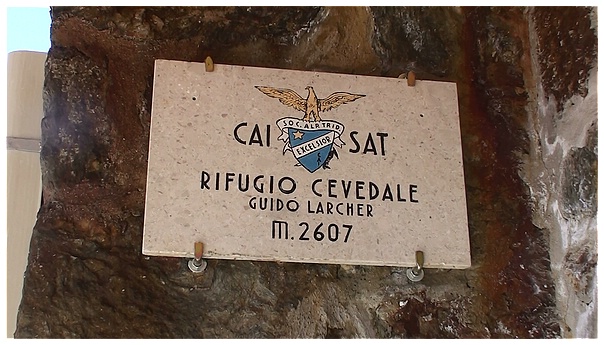 SOC. ALP. TRID.
CAI SAT
EXCELSIOR
RIFUGIO CEVEDALE
GUIDO LARCHER
M. 2607